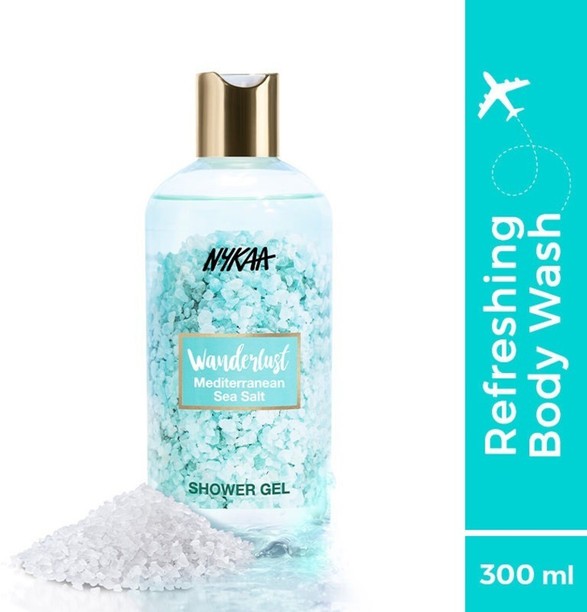 NYKAA
Wanderlust
Mediterranean
Sea Salt
SHOWER GEL
Refreshing
Body Wash
300 ml